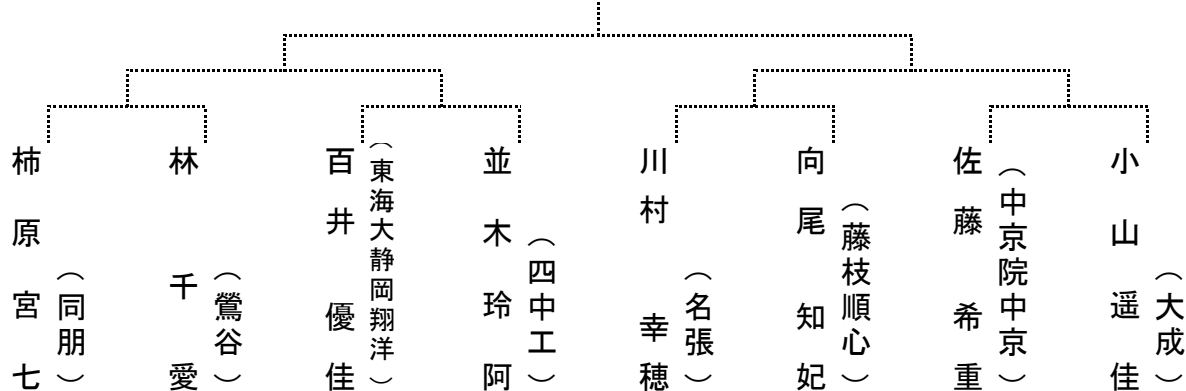 柿原宮七
（同朋）
林千愛
（鶯谷）
百井優佳
（東海大静岡翔洋）
並木玲阿
（四中工）
川村幸穂
（名張）
向尾知妃
（藤枝順心）
佐藤希重
（中京院中京）
小山遥佳
（大成）